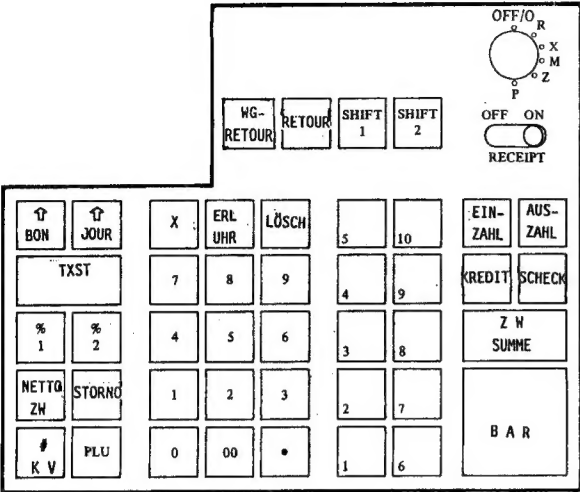 OFF/O
R
X
M
Z
P
WG-
RETOUR
RETOUR
SHIFT
1
SHIFT
2
OFF ON
RECEIPT
BON
JOUR
X
ERL
UHR
LÖSCH
5
10
EIN-
ZAHL
AUS-
ZAHL
TXST
7
8
9
4
9
KREDIT
SCHECK
%
1
%
2
4
5
6
3
8
Z W
SUMME
NETTO
ZW
STORNO
1
2
3
2
7
BAR
#
K V
PLU
0
00
•
1
6